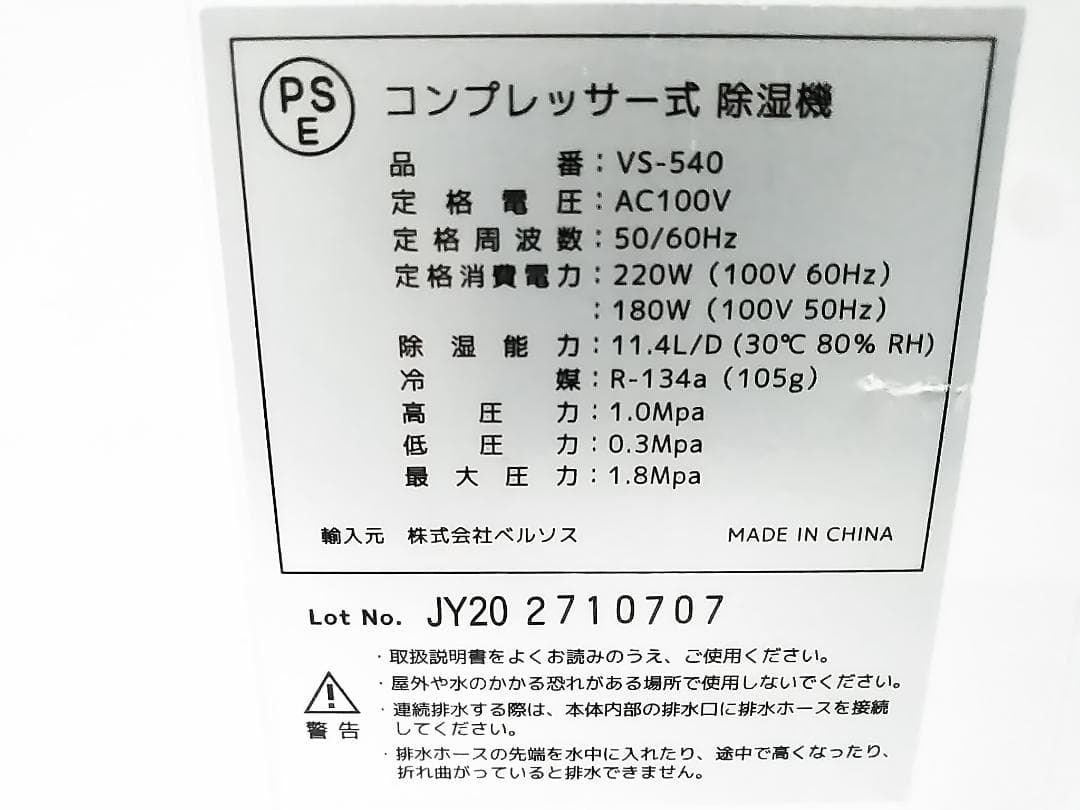 PS
E
コンプレッサー式 除湿機
品番：VS-540
定格電圧：AC100V
定格周波数：50/60Hz
定格消費電力：220W（100V 60Hz）
：180W（100V 50Hz）
除湿能力：11.4L/D (30℃ 80% RH)
冷媒：R-134a（105g）
高圧力：1.0Mpa
低圧力：0.3Mpa
最大圧力：1.8Mpa
輸入元 株式会社ベルソス MADE IN CHINA
Lot No. JY20 2710707
・取扱説明書をよくお読みのうえ、ご使用ください。
・屋外や水のかかる恐れがある場所で使用しないでください。
・連続排水する際は、本体内部の排水口に排水ホースを接続
してください。
・排水ホースの先端を水中に入れたり、途中で高くなったり、
折れ曲がっていると排水できません。
警告